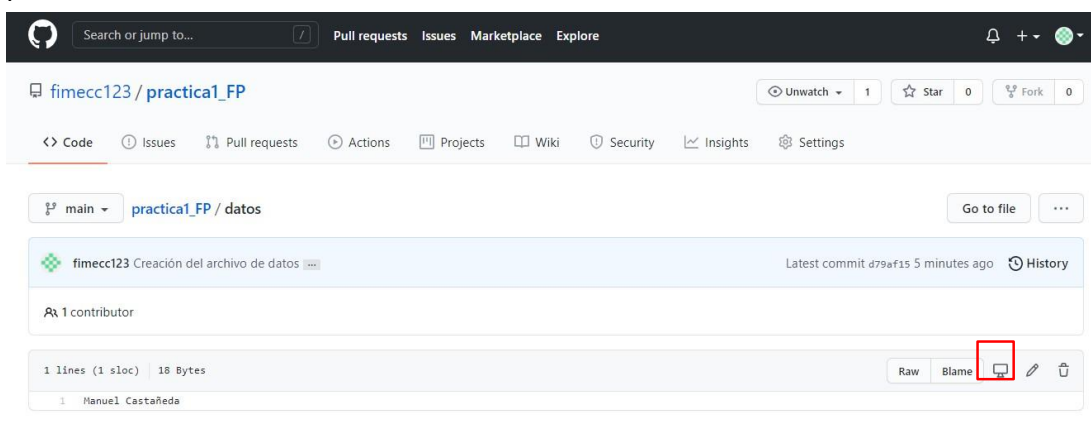 Search or jump to... / Pull requests Issues Marketplace Explore
fimecc123 / practica1_FP Unwatch 1 Star 0 Fork 0
<> Code Issues Pull requests Actions Projects Wiki Security Insights Settings
main practica1_FP / datos Go to file ...
fimecc123 Creación del archivo de datos ... Latest commit d79af15 5 minutes ago History
1 contributor
1 lines (1 sloc) 18 Bytes Raw Blame
1 Manuel Castañeda